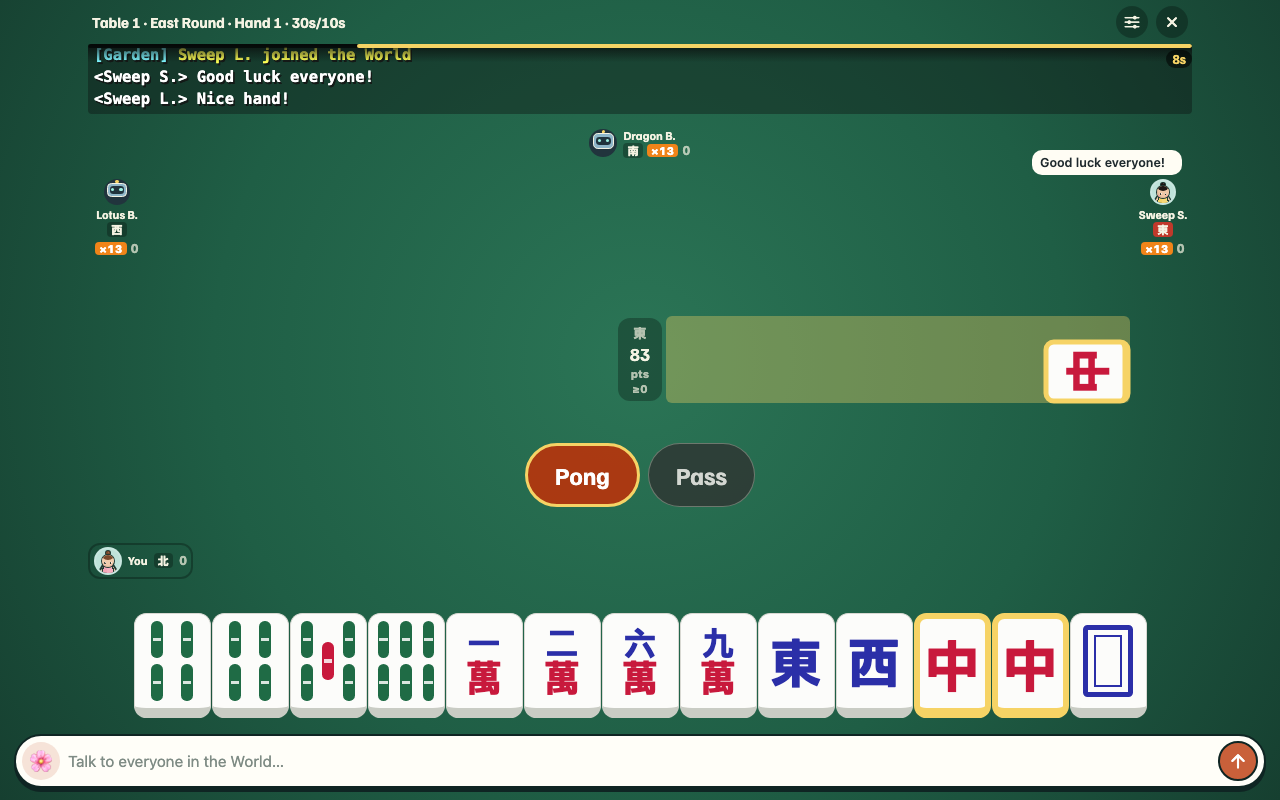 Table 1 · East Round · Hand 1 · 30s/10s
[Garden] Sweep L. joined the World
8s
<Sweep S.> Good luck everyone!
<Sweep L.> Nice hand!
Dragon B.
南 ×13 0
Good luck everyone!
Lotus B.
西
×13 0
Sweep S.
東
×13 0
東
83
pts
≥0
中
Pong Pass
You 北 0
一萬 二萬 六萬 九萬 東 西 中 中
Talk to everyone in the World...